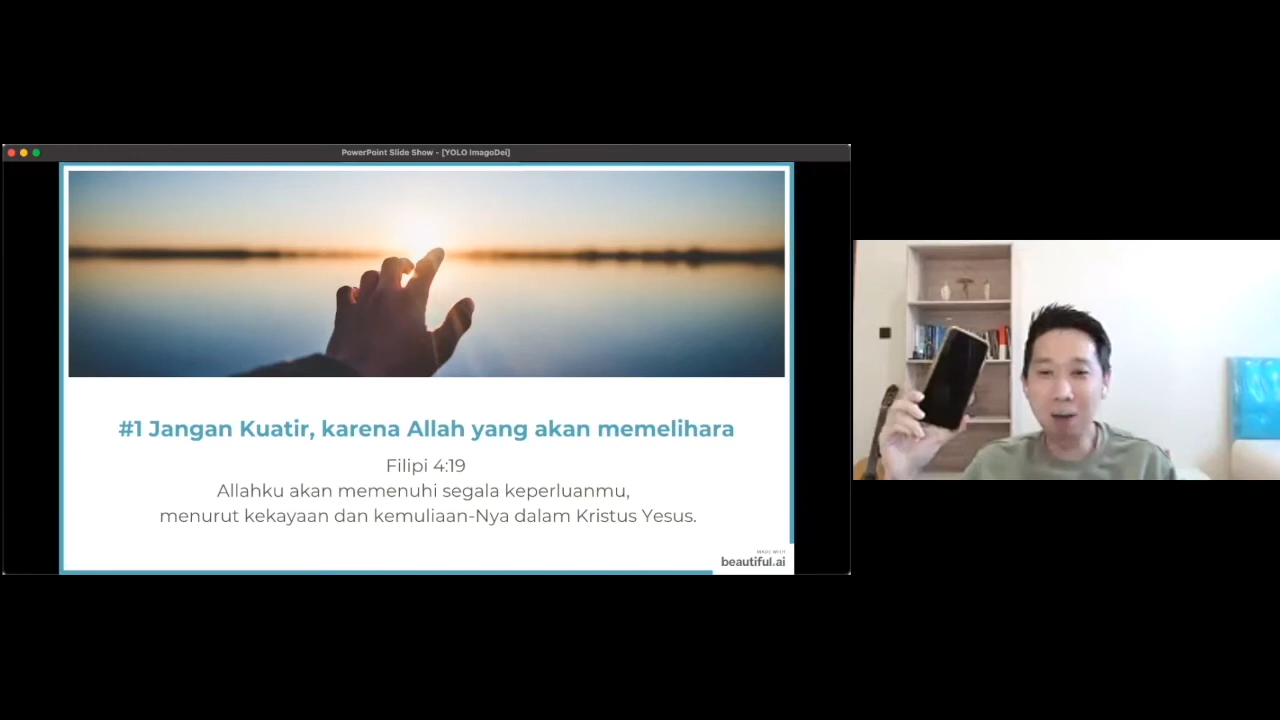 PowerPoint Slide Show - [YOLO ImagoDei]
#1 Jangan Kuatir, karena Allah yang akan memelihara
Filipi 4:19
Allahku akan memenuhi segala keperluanmu,
menurut kekayaan dan kemuliaan-Nya dalam Kristus Yesus.
MADE WITH
beautiful.ai